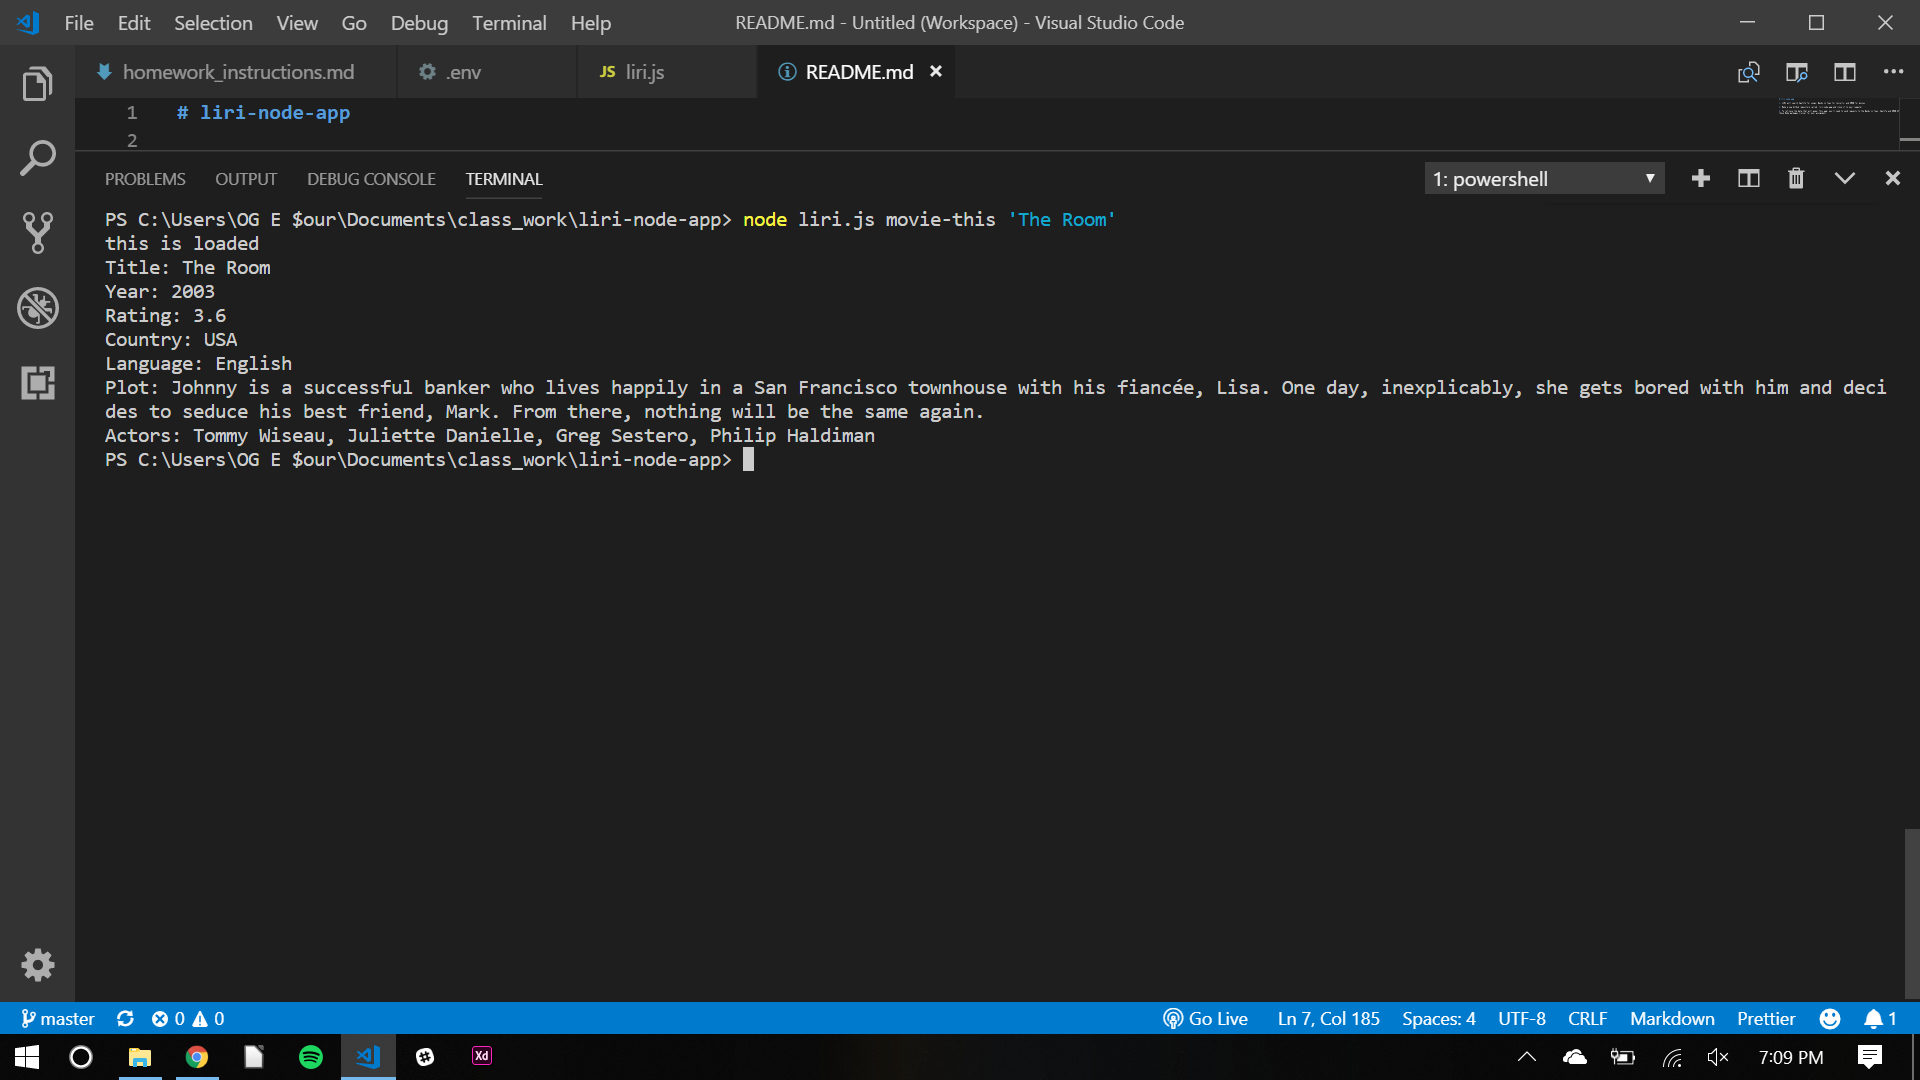 File Edit Selection View Go Debug Terminal Help README.md - Untitled (Workspace) - Visual Studio Code
homework_instructions.md .env JS liri.js README.md
1 # liri-node-app
2
PROBLEMS OUTPUT DEBUG CONSOLE TERMINAL 1: powershell
PS C:\Users\OG E $our\Documents\class_work\liri-node-app> node liri.js movie-this 'The Room'
this is loaded
Title: The Room
Year: 2003
Rating: 3.6
Country: USA
Language: English
Plot: Johnny is a successful banker who lives happily in a San Francisco townhouse with his fiancée, Lisa. One day, inexplicably, she gets bored with him and deci
des to seduce his best friend, Mark. From there, nothing will be the same again.
Actors: Tommy Wiseau, Juliette Danielle, Greg Sestero, Philip Haldiman
PS C:\Users\OG E $our\Documents\class_work\liri-node-app>
master 0 0 Go Live Ln 7, Col 185 Spaces: 4 UTF-8 CRLF Markdown Prettier 1
Xd 7:09 PM